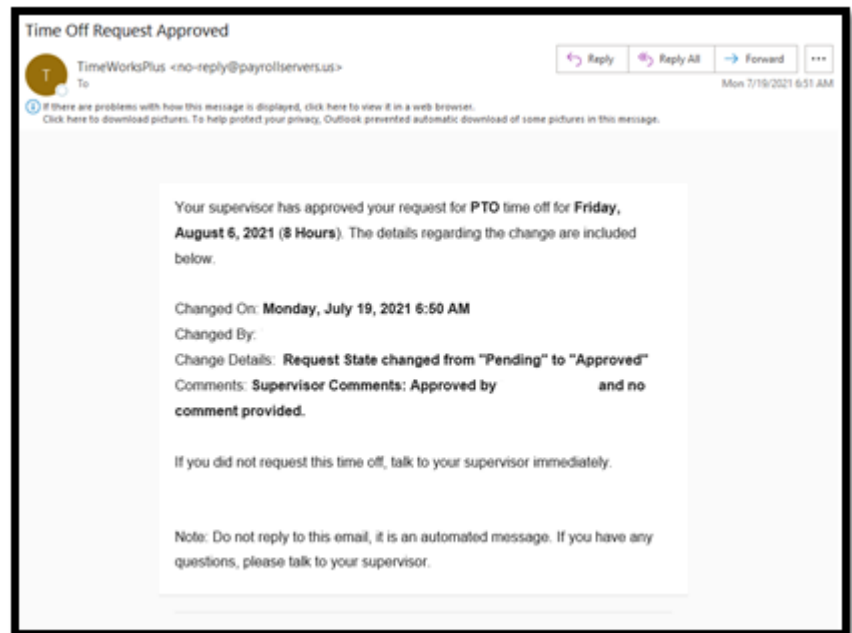 Time Off Request Approved
T
TimeWorksPlus <no-reply@payrollservers.us>
To
Reply
Reply All
Forward
...
Mon 7/19/2021 6:51 AM
If there are problems with how this message is displayed, click here to view it in a web browser.
Click here to download pictures. To help protect your privacy, Outlook prevented automatic download of some pictures in this message.
Your supervisor has approved your request for PTO time off for Friday,
August 6, 2021 (8 Hours). The details regarding the change are included
below.
Changed On: Monday, July 19, 2021 6:50 AM
Changed By:
Change Details: Request State changed from "Pending" to "Approved"
Comments: Supervisor Comments: Approved by and no
comment provided.
If you did not request this time off, talk to your supervisor immediately.
Note: Do not reply to this email, it is an automated message. If you have any
questions, please talk to your supervisor.